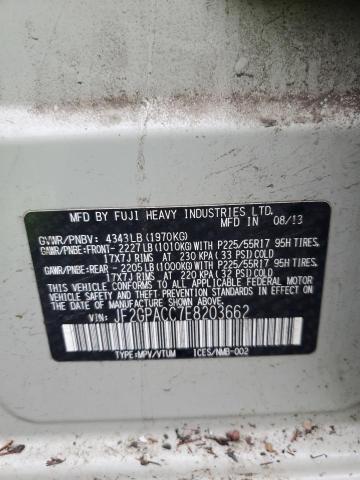 MFD. BY FUJI HEAVY INDUSTRIES LTD.
MADE IN JAPAN 08/13
GVWR/PNBV: 4343LB(1970KG)
GAWR/PNBE:FRONT- 2227LB(1010KG)WITH P225/55R17 95H TIRES,
17X7J RIMS AT 230 KPA (33 PSI) COLD
GAWR/PNBE:REAR - 2205LB(1000KG)WITH P225/55R17 95H TIRES,
17X7J RIMS AT 220 KPA (32 PSI) COLD
THIS VEHICLE CONFORMS TO ALL APPLICABLE FEDERAL MOTOR
VEHICLE SAFETY STANDARDS IN EFFECT ON THE DATE OF
MANUFACTURE SHOWN ABOVE.
VIN: JF2GPACC7E8203662
TYPE:MPV/VTUM ICES/NMB-002